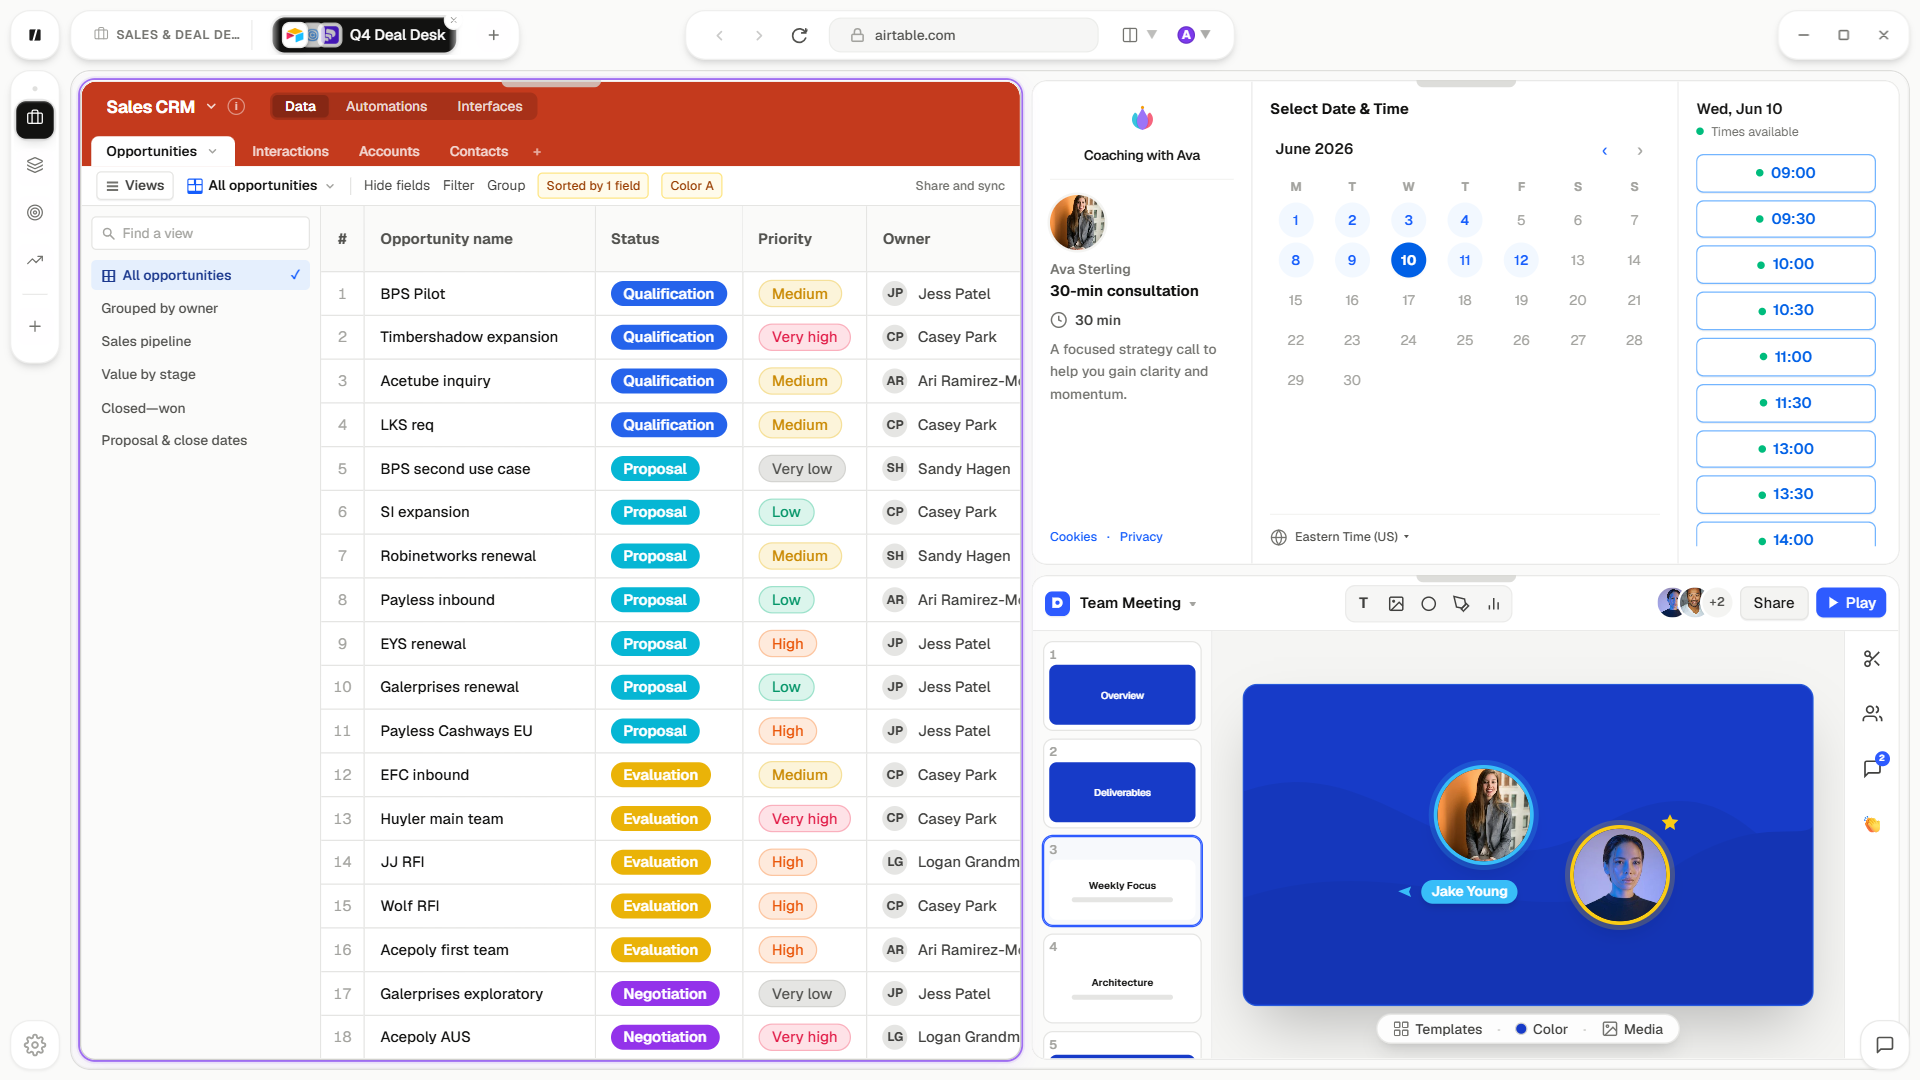 SALES & DEAL DE...
Q4 Deal Desk
airtable.com
A
Sales CRM
Data
Automations
Interfaces
Opportunities
Interactions
Accounts
Contacts
Views
All opportunities
Hide fields
Filter
Group
Sorted by 1 field
Color A
Share and sync
Find a view
All opportunities
Grouped by owner
Sales pipeline
Value by stage
Closed—won
Proposal & close dates
# Opportunity name Status Priority Owner
1 BPS Pilot Qualification Medium JP Jess Patel
2 Timbershadow expansion Qualification Very high CP Casey Park
3 Acetube inquiry Qualification Medium AR Ari Ramirez-M
4 LKS req Qualification Medium CP Casey Park
5 BPS second use case Proposal Very low SH Sandy Hagen
6 SI expansion Proposal Low CP Casey Park
7 Robinetworks renewal Proposal Medium SH Sandy Hagen
8 Payless inbound Proposal Low AR Ari Ramirez-M
9 EYS renewal Proposal High JP Jess Patel
10 Galerprises renewal Proposal Low JP Jess Patel
11 Payless Cashways EU Proposal High JP Jess Patel
12 EFC inbound Evaluation Medium CP Casey Park
13 Huyler main team Evaluation Very high CP Casey Park
14 JJ RFI Evaluation High LG Logan Grandm
15 Wolf RFI Evaluation High CP Casey Park
16 Acepoly first team Evaluation High AR Ari Ramirez-M
17 Galerprises exploratory Negotiation Very low JP Jess Patel
18 Acepoly AUS Negotiation Very high LG Logan Grandm
Coaching with Ava
Ava Sterling
30-min consultation
30 min
A focused strategy call to
help you gain clarity and
momentum.
Cookies · Privacy
Select Date & Time
June 2026
M T W T F S S
1 2 3 4 5 6 7
8 9 10 11 12 13 14
15 16 17 18 19 20 21
22 23 24 25 26 27 28
29 30
Eastern Time (US)
Wed, Jun 10
Times available
09:00
09:30
10:00
10:30
11:00
11:30
13:00
13:30
14:00
D
Team Meeting
T
+2
Share
Play
1
Overview
2
Deliverables
3
Weekly Focus
4
Architecture
5
Jake Young
2
Templates · Color · Media